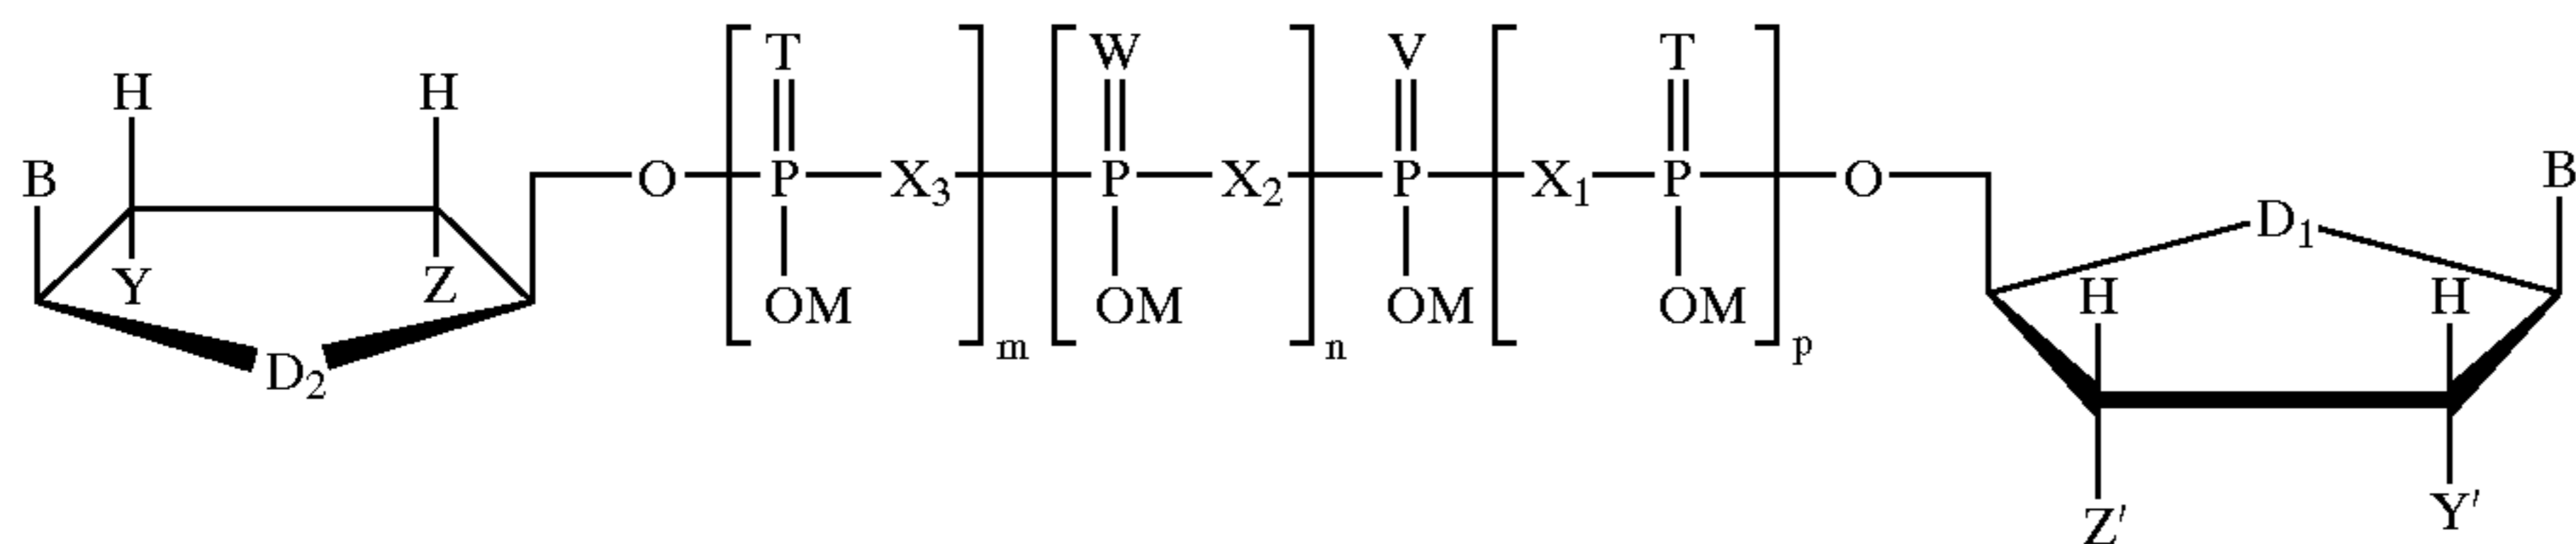 T W V T
H H
B P X₃ P X₂ P X₁ P O B
O D₁
Y Z H H
OM OM OM OM
m n p
D₂
Z' Y'